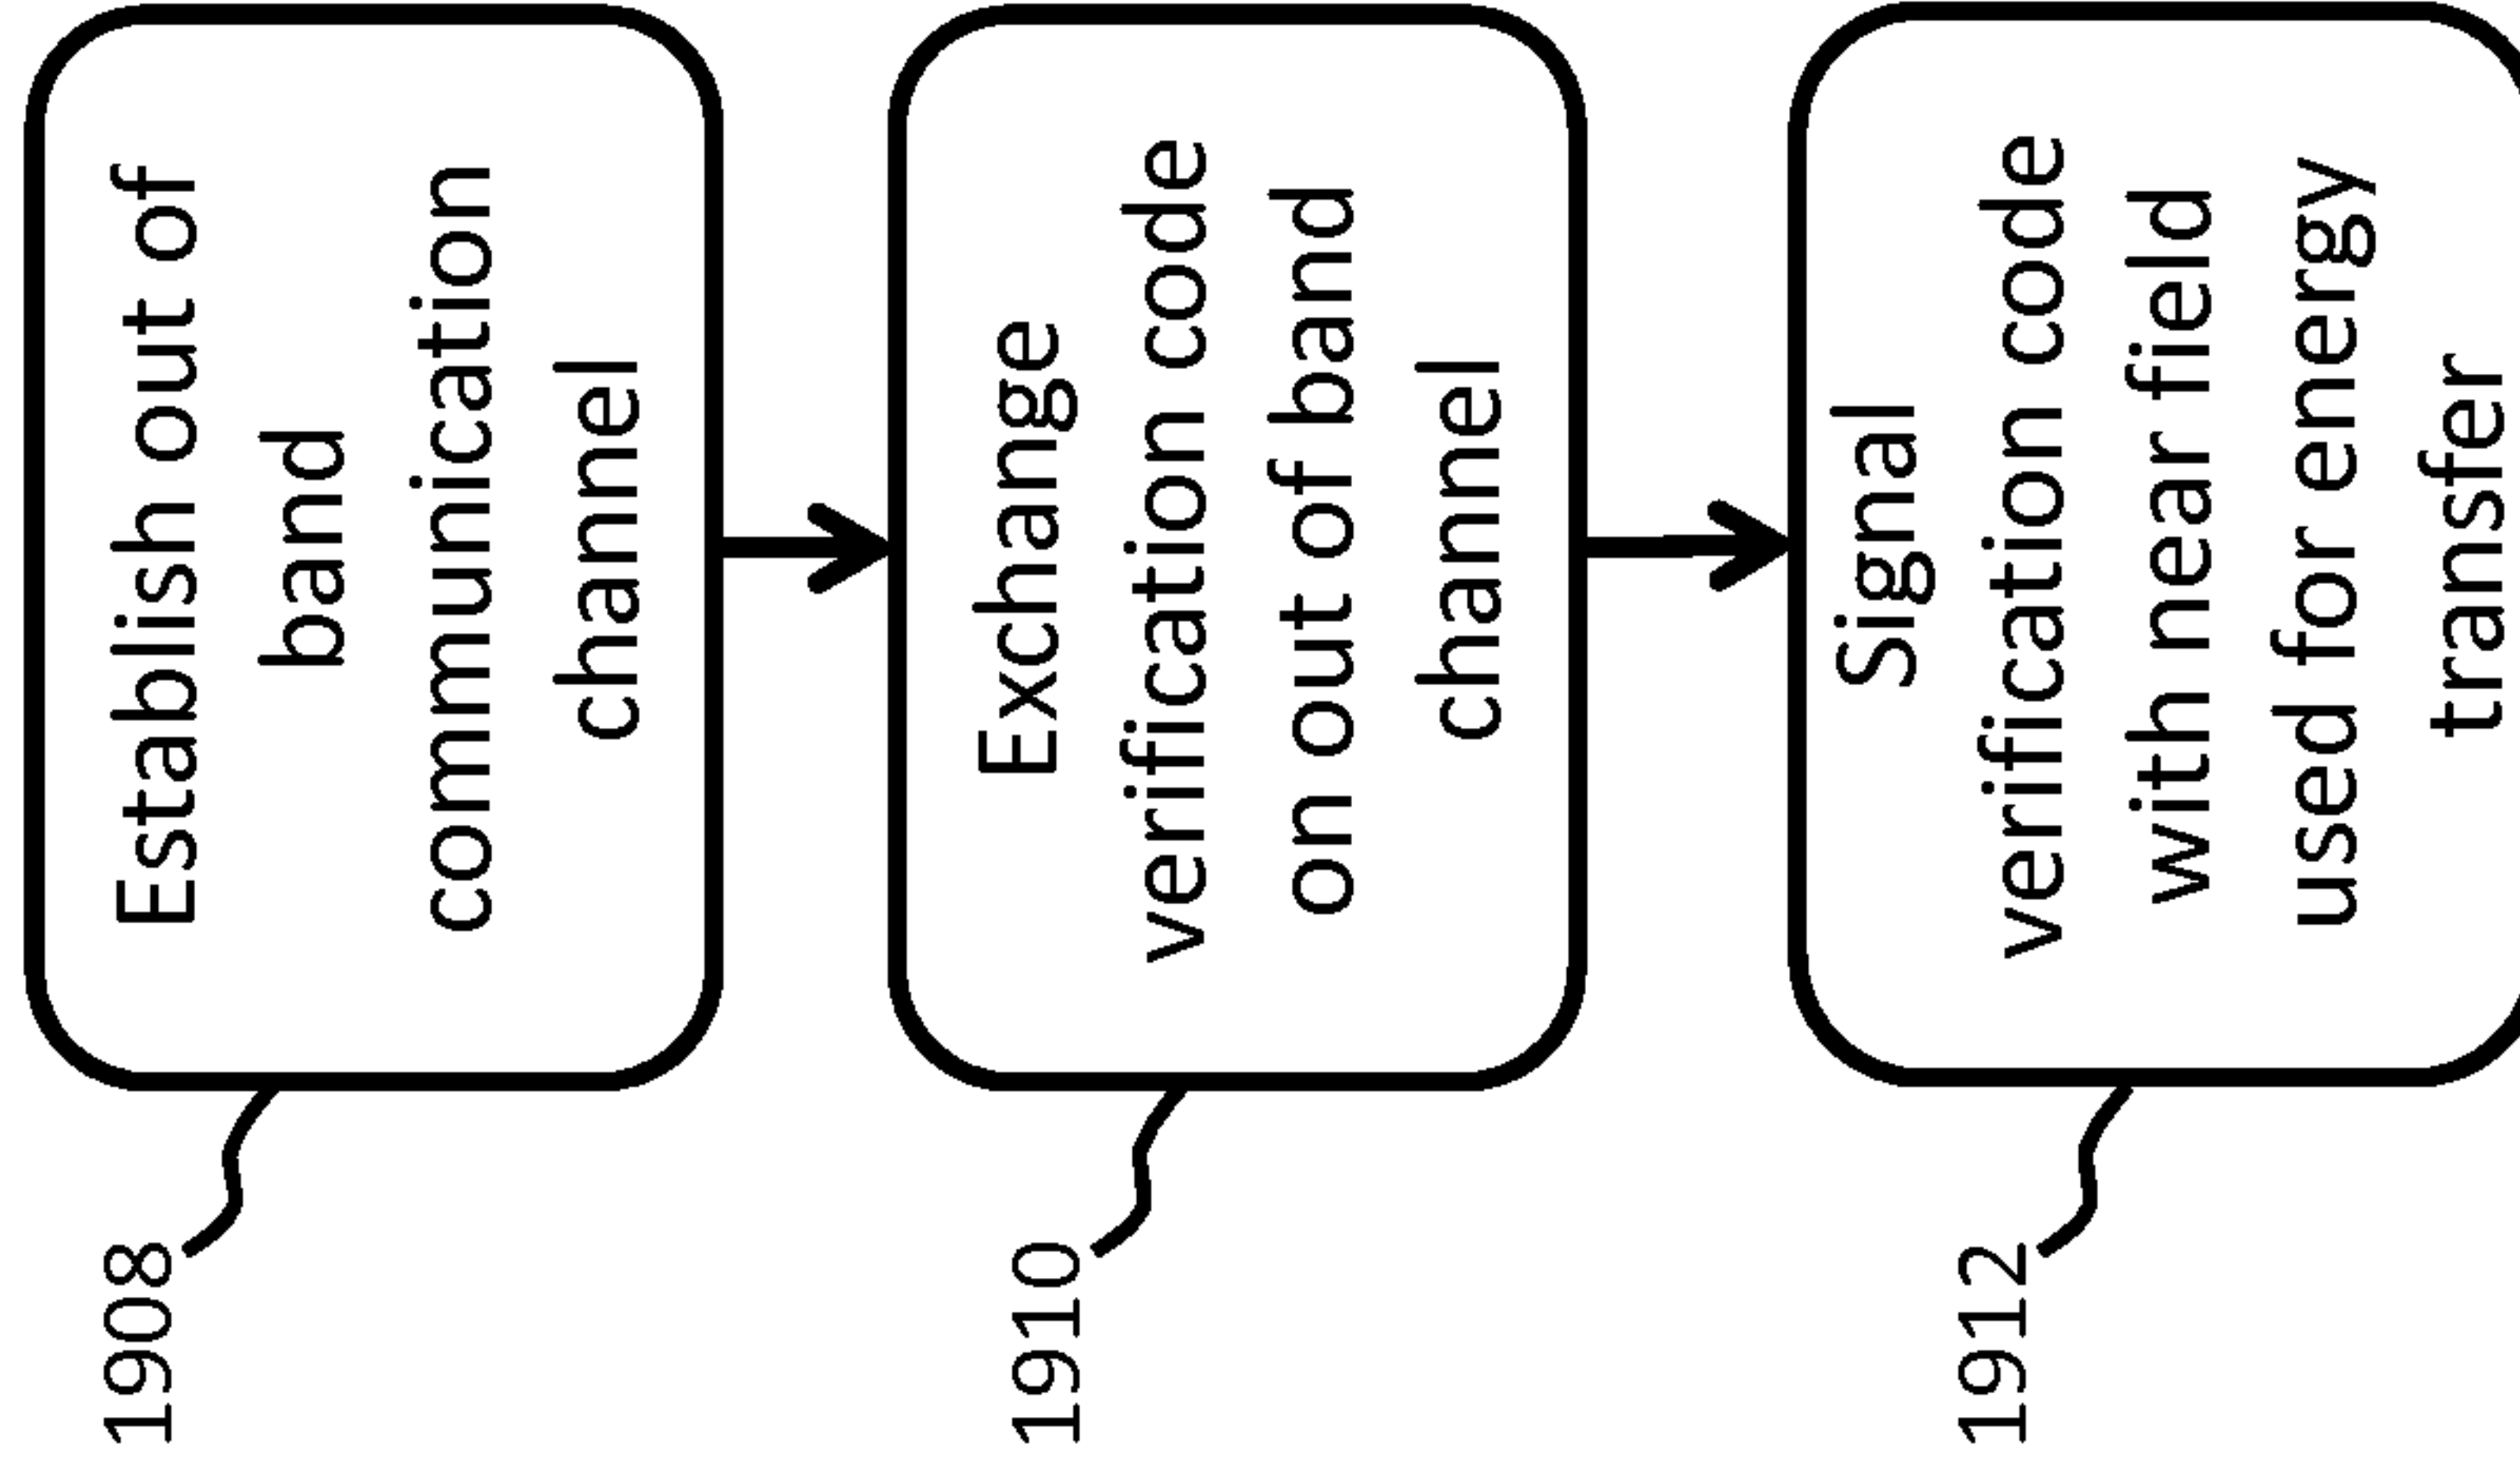 1908
Establish out of
band
communication
channel
1910
Exchange
verification code
on out of band
channel
1912
Signal
verification code
with near field
used for energy
transfer